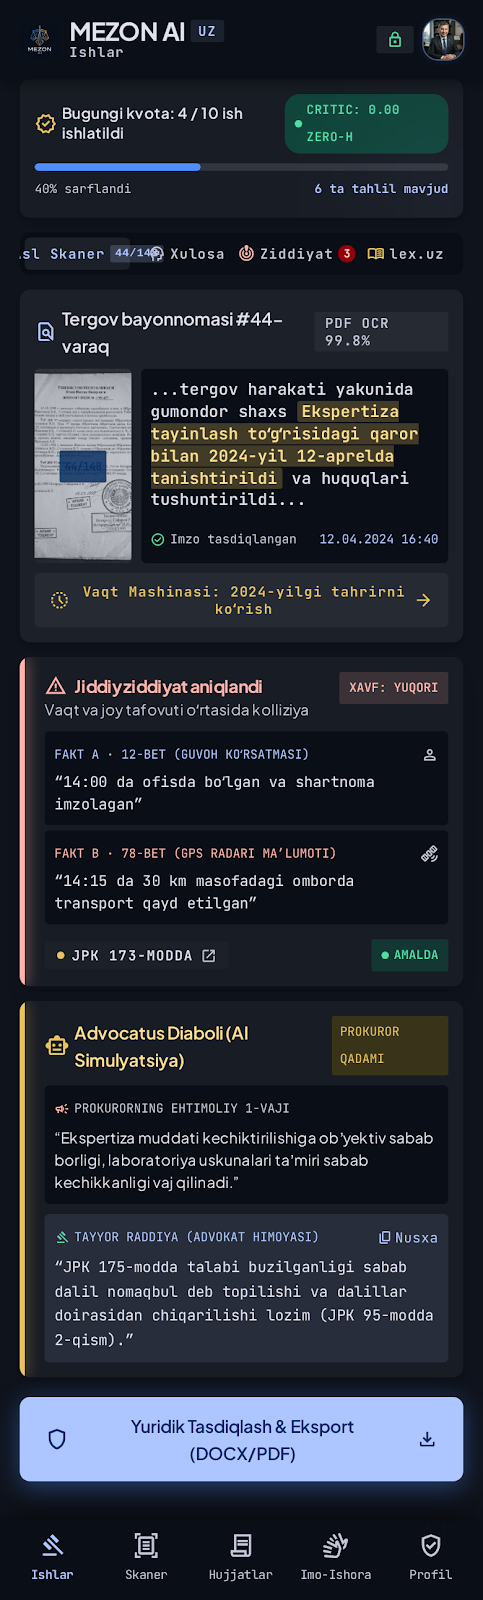 MEZON AI UZ
Ishlar
MEZON
Bugungi kvota: 4 / 10 ish
ishlatildi
CRITIC: 0.00
ZERO-H
40% sarflandi
6 ta tahlil mavjud
sl Skaner 44/148 Xulosa Ziddiyat 3 lex.uz
Tergov bayonnomasi #44-
varaq
PDF OCR
99.8%
44/148
...tergov harakati yakunida
gumondor shaxs Ekspertiza
tayinlash to‘g‘risidagi qaror
bilan 2024-yil 12-aprelda
tanishtirildi va huquqlari
tushuntirildi...
Imzo tasdiqlangan 12.04.2024 16:40
Vaqt Mashinasi: 2024-yilgi tahrirni
ko‘rish
Jiddiy ziddiyat aniqlandi
XAVF: YUQORI
Vaqt va joy tafovuti o‘rtasida kolliziya
FAKT A · 12-BET (GUVOH KO‘RSATMASI)
“14:00 da ofisda bo‘lgan va shartnoma
imzolagan”
FAKT B · 78-BET (GPS RADARI MA’LUMOTI)
“14:15 da 30 km masofadagi omborda
transport qayd etilgan”
JPK 173-MODDA
AMALDA
Advocatus Diaboli (AI
Simulyatsiya)
PROKUROR
QADAMI
PROKURORNING EHTIMOLIY 1-VAJI
“Ekspertiza muddati kechiktirilishiga ob’yektiv sabab
borligi, laboratoriya uskunalari ta’miri sabab
kechikkanligi vaj qilinadi.”
TAYYOR RADDIYA (ADVOKAT HIMOYASI)
Nusxa
“JPK 175-modda talabi buzilganligi sabab
dalil nomaqbul deb topilishi va dalillar
doirasidan chiqarilishi lozim (JPK 95-modda
2-qism).”
Yuridik Tasdiqlash & Eksport
(DOCX/PDF)
Ishlar Skaner Hujjatlar Imo-Ishora Profil